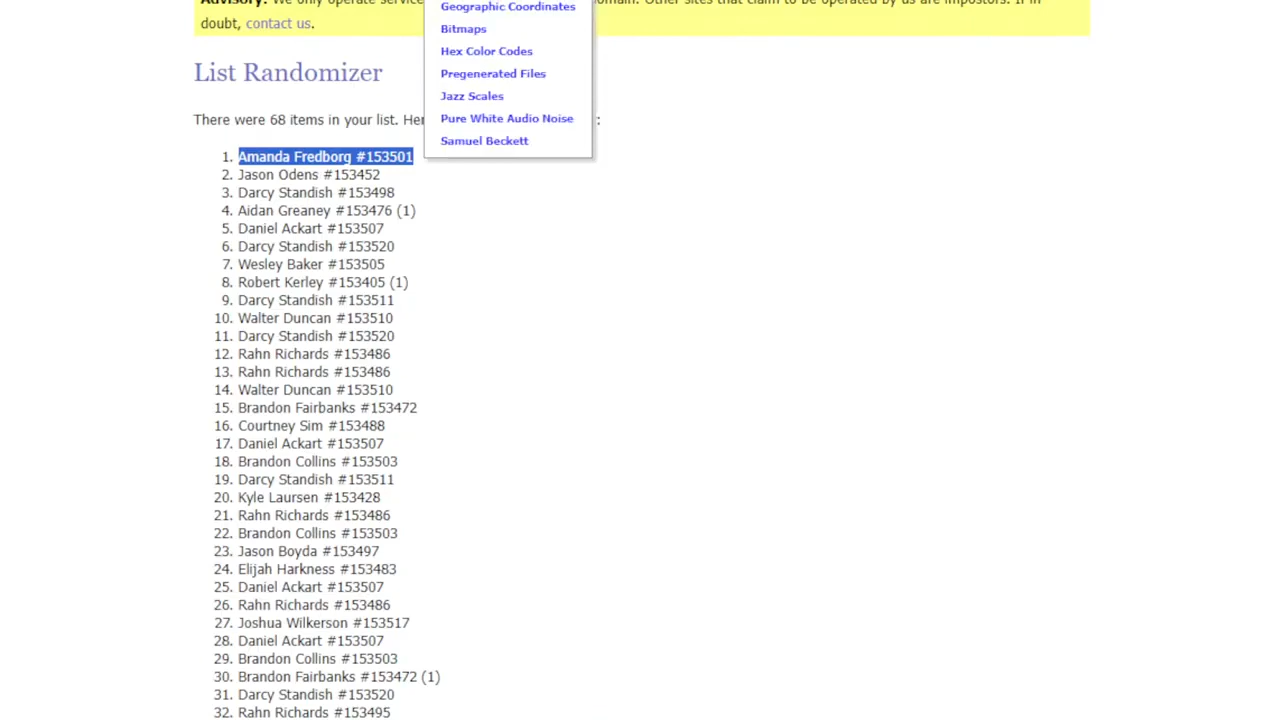 Advisory: We only operate service
omain. Other sites that claim to be operated by us are impostors. If in
doubt, contact us.
Geographic Coordinates
Bitmaps
Hex Color Codes
Pregenerated Files
Jazz Scales
Pure White Audio Noise
Samuel Beckett
List Randomizer
There were 68 items in your list. Her :
1. Amanda Fredborg #153501
2. Jason Odens #153452
3. Darcy Standish #153498
4. Aidan Greaney #153476 (1)
5. Daniel Ackart #153507
6. Darcy Standish #153520
7. Wesley Baker #153505
8. Robert Kerley #153405 (1)
9. Darcy Standish #153511
10. Walter Duncan #153510
11. Darcy Standish #153520
12. Rahn Richards #153486
13. Rahn Richards #153486
14. Walter Duncan #153510
15. Brandon Fairbanks #153472
16. Courtney Sim #153488
17. Daniel Ackart #153507
18. Brandon Collins #153503
19. Darcy Standish #153511
20. Kyle Laursen #153428
21. Rahn Richards #153486
22. Brandon Collins #153503
23. Jason Boyda #153497
24. Elijah Harkness #153483
25. Daniel Ackart #153507
26. Rahn Richards #153486
27. Joshua Wilkerson #153517
28. Daniel Ackart #153507
29. Brandon Collins #153503
30. Brandon Fairbanks #153472 (1)
31. Darcy Standish #153520
32. Rahn Richards #153495